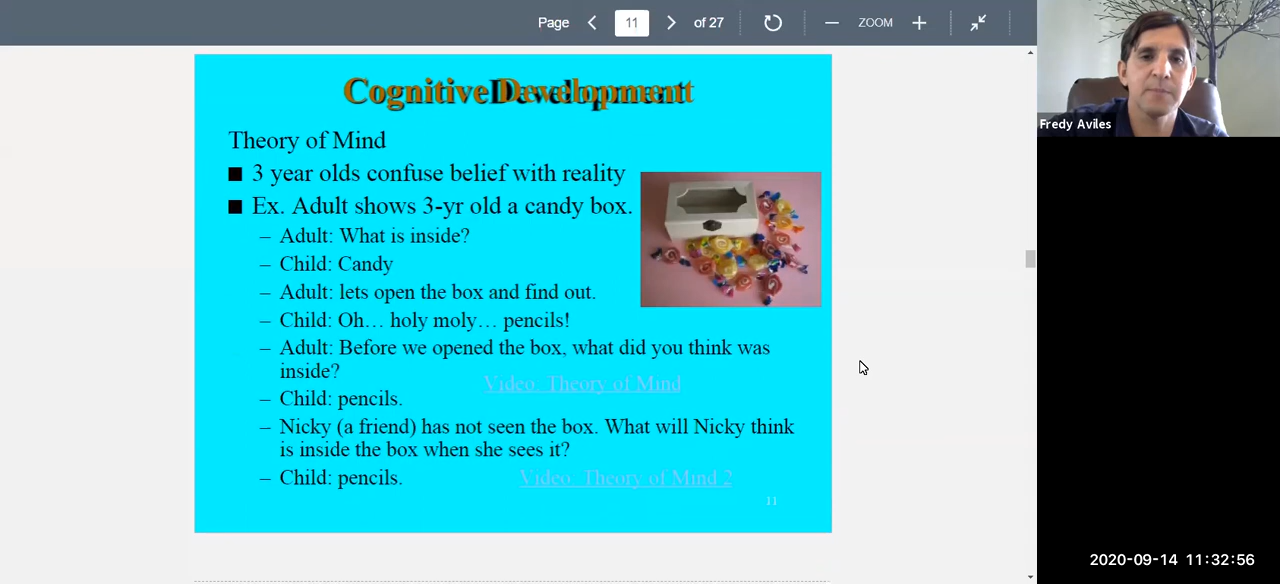 Page 11 of 27 ZOOM
Fredy Aviles
Cognitive Development
Theory of Mind
■ 3 year olds confuse belief with reality
■ Ex. Adult shows 3-yr old a candy box.
– Adult: What is inside?
– Child: Candy
– Adult: lets open the box and find out.
– Child: Oh… holy moly… pencils!
– Adult: Before we opened the box, what did you think was
inside?
Video Theory of Mind
– Child: pencils.
– Nicky (a friend) has not seen the box. What will Nicky think
is inside the box when she sees it?
– Child: pencils.
Video Theory of Mind 2
11
2020-09-14 11:32:56